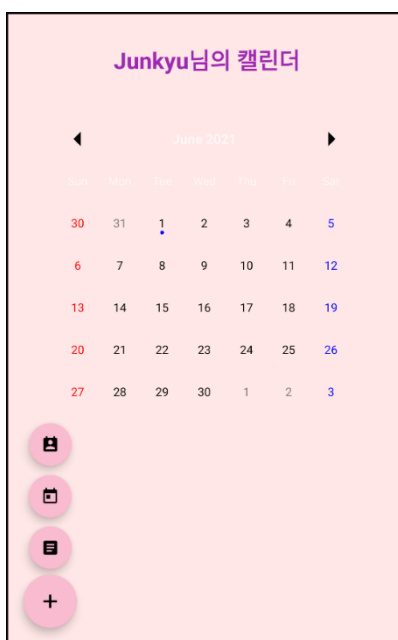 Junkyu님의 캘린더
June 2021
Sun Mon Tue Wed Thu Fri Sat
30 31 1 2 3 4 5
6 7 8 9 10 11 12
13 14 15 16 17 18 19
20 21 22 23 24 25 26
27 28 29 30 1 2 3